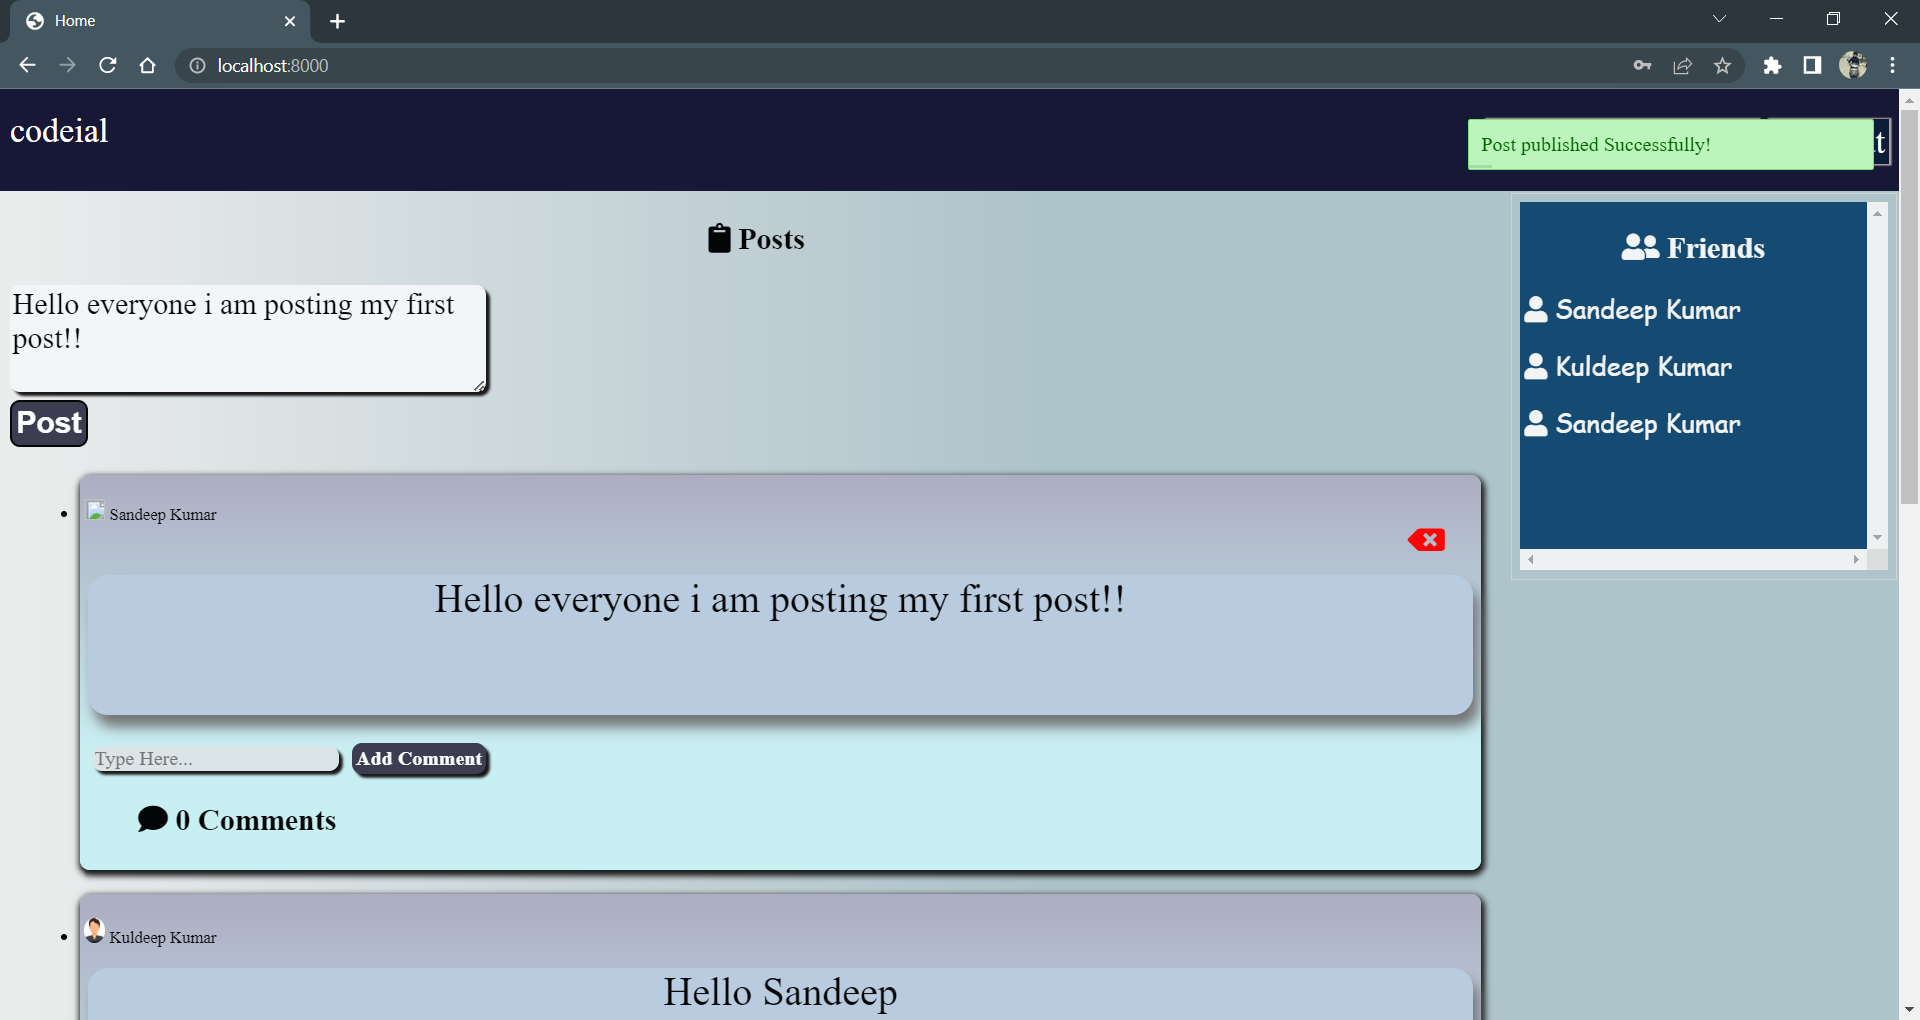 Home
localhost:8000
codeial
Post published Successfully!
t
Posts
Friends
Hello everyone i am posting my first
post!!
Sandeep Kumar
Kuldeep Kumar
Sandeep Kumar
Post
Sandeep Kumar
Hello everyone i am posting my first post!!
Type Here...
Add Comment
0 Comments
Kuldeep Kumar
Hello Sandeep